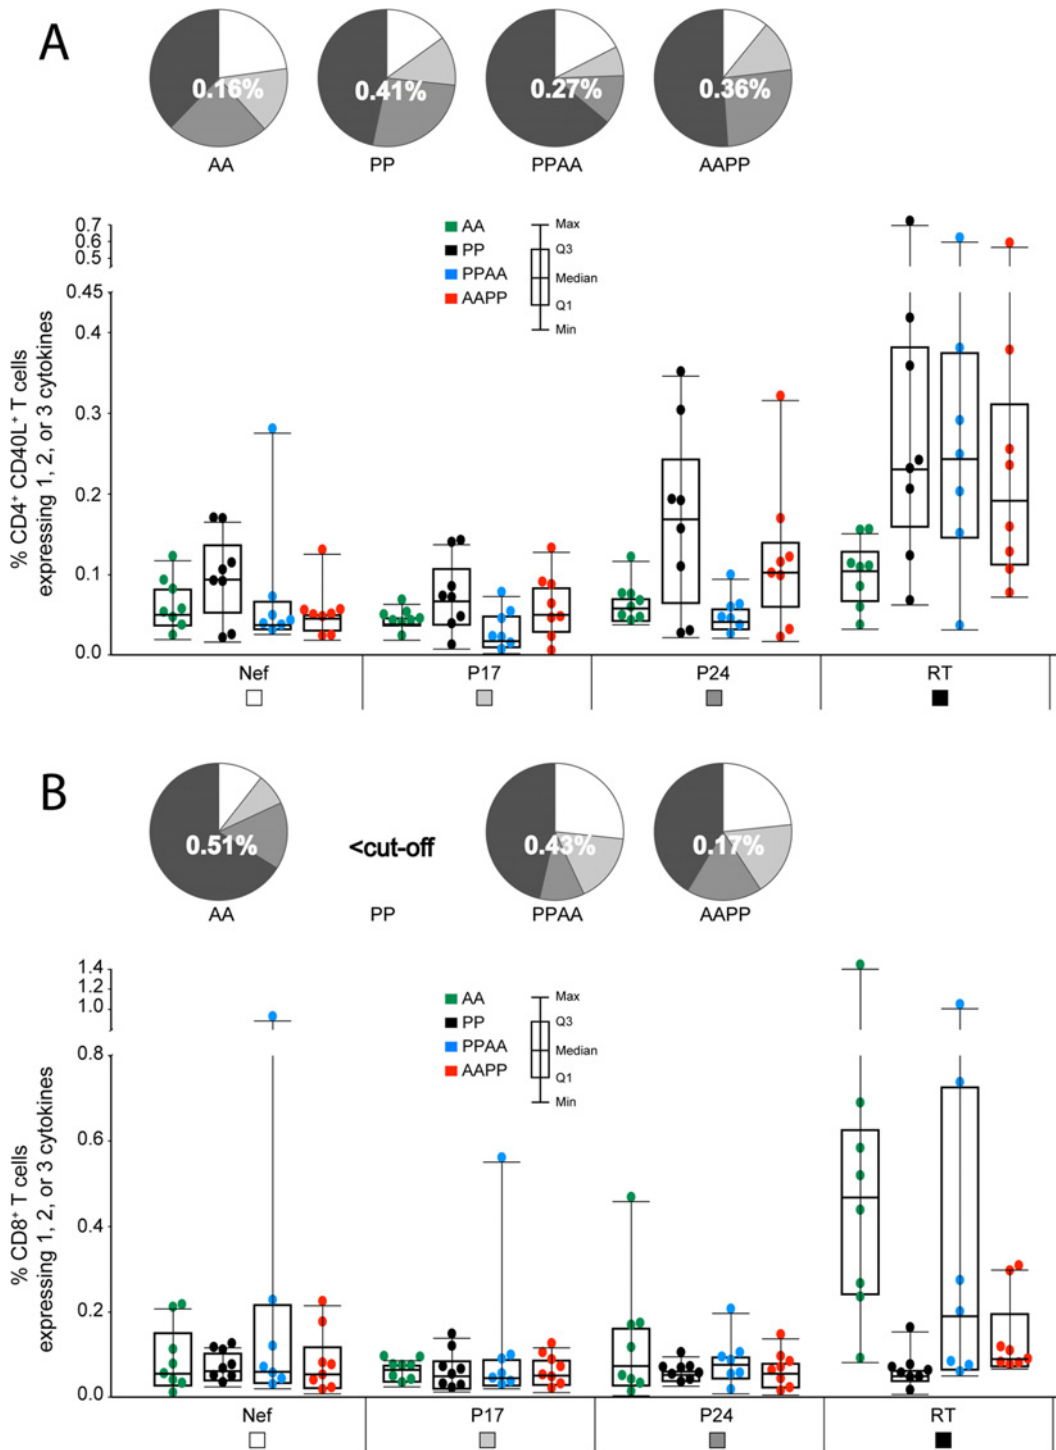 A
0.16%
0.41%
0.27%
0.36%
AA
PP
PPAA
AAPP
% CD4⁺ CD40L⁺ T cells
expressing 1, 2, or 3 cytokines
0.7
0.6
0.5
0.45
0.4
0.3
0.2
0.1
0.0
AA
PP
PPAA
AAPP
Max
Q3
Median
Q1
Min
Nef
P17
P24
RT
B
0.51%
<cut-off
0.43%
0.17%
AA
PP
PPAA
AAPP
% CD8⁺ T cells
expressing 1, 2, or 3 cytokines
1.4
1.2
1.0
0.8
0.6
0.4
0.2
0.0
AA
PP
PPAA
AAPP
Max
Q3
Median
Q1
Min
Nef
P17
P24
RT